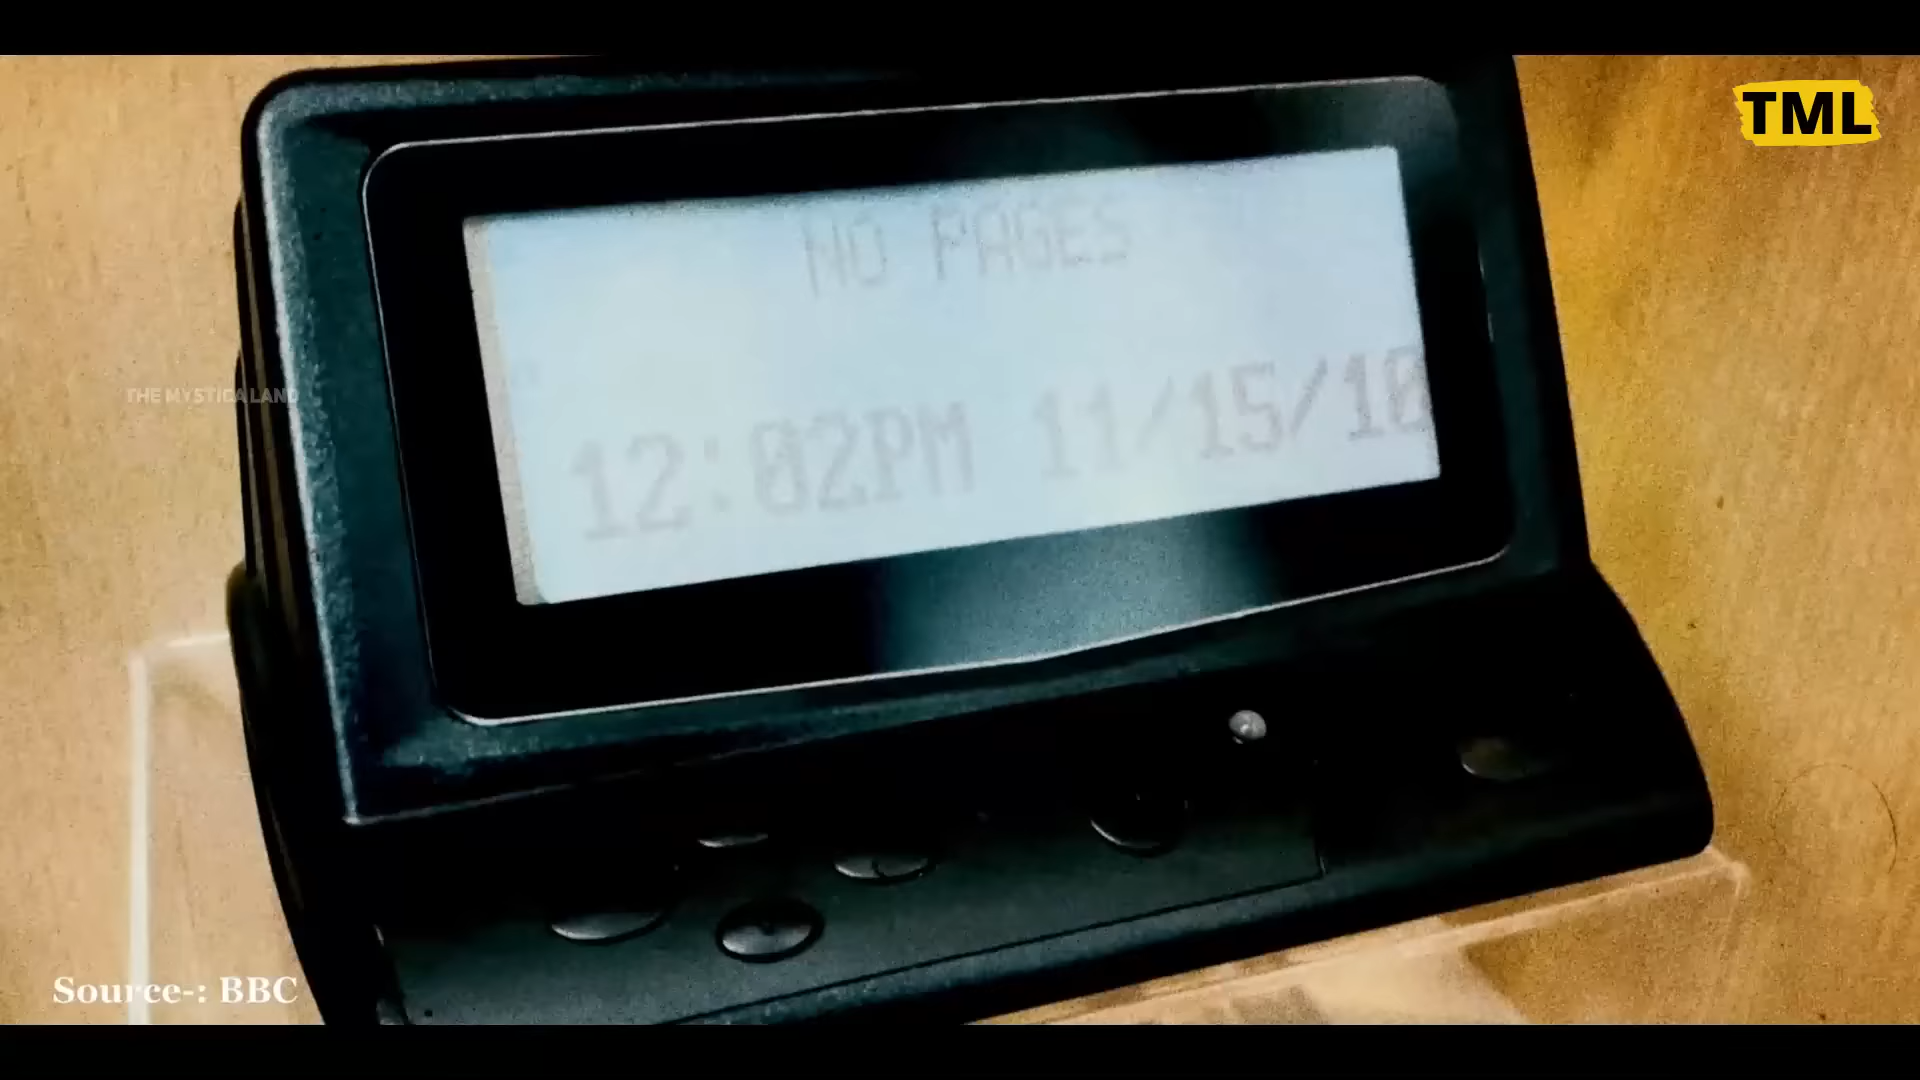 TML
NO PAGES
12:02PM 11/15/10
THE MYSTICA LAND
Source-: BBC